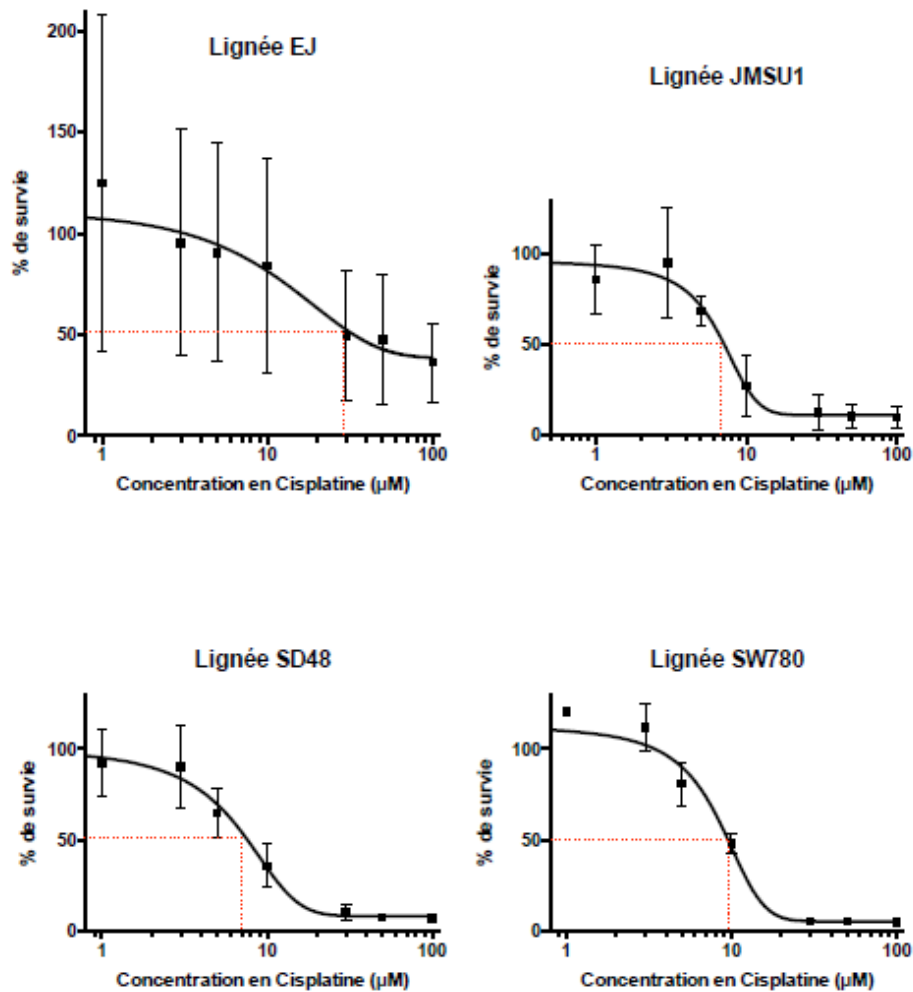 Lignée EJ
200
150
100
50
0
% de survie
1 10 100
Concentration en Cisplatine (µM)
Lignée JMSU1
100
50
0
% de survie
1 10 100
Concentration en Cisplatine (µM)
Lignée SD48
100
50
0
% de survie
1 10 100
Concentration en Cisplatine (µM)
Lignée SW780
100
50
0
% de survie
1 10 100
Concentration en Cisplatine (µM)